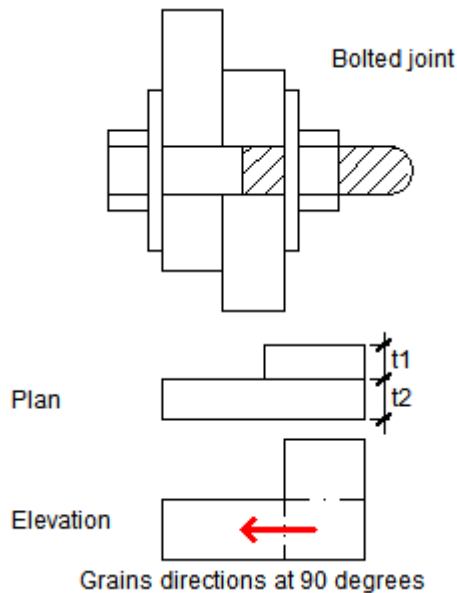 Bolted joint
t1
Plan
t2
Elevation
Grains directions at 90 degrees